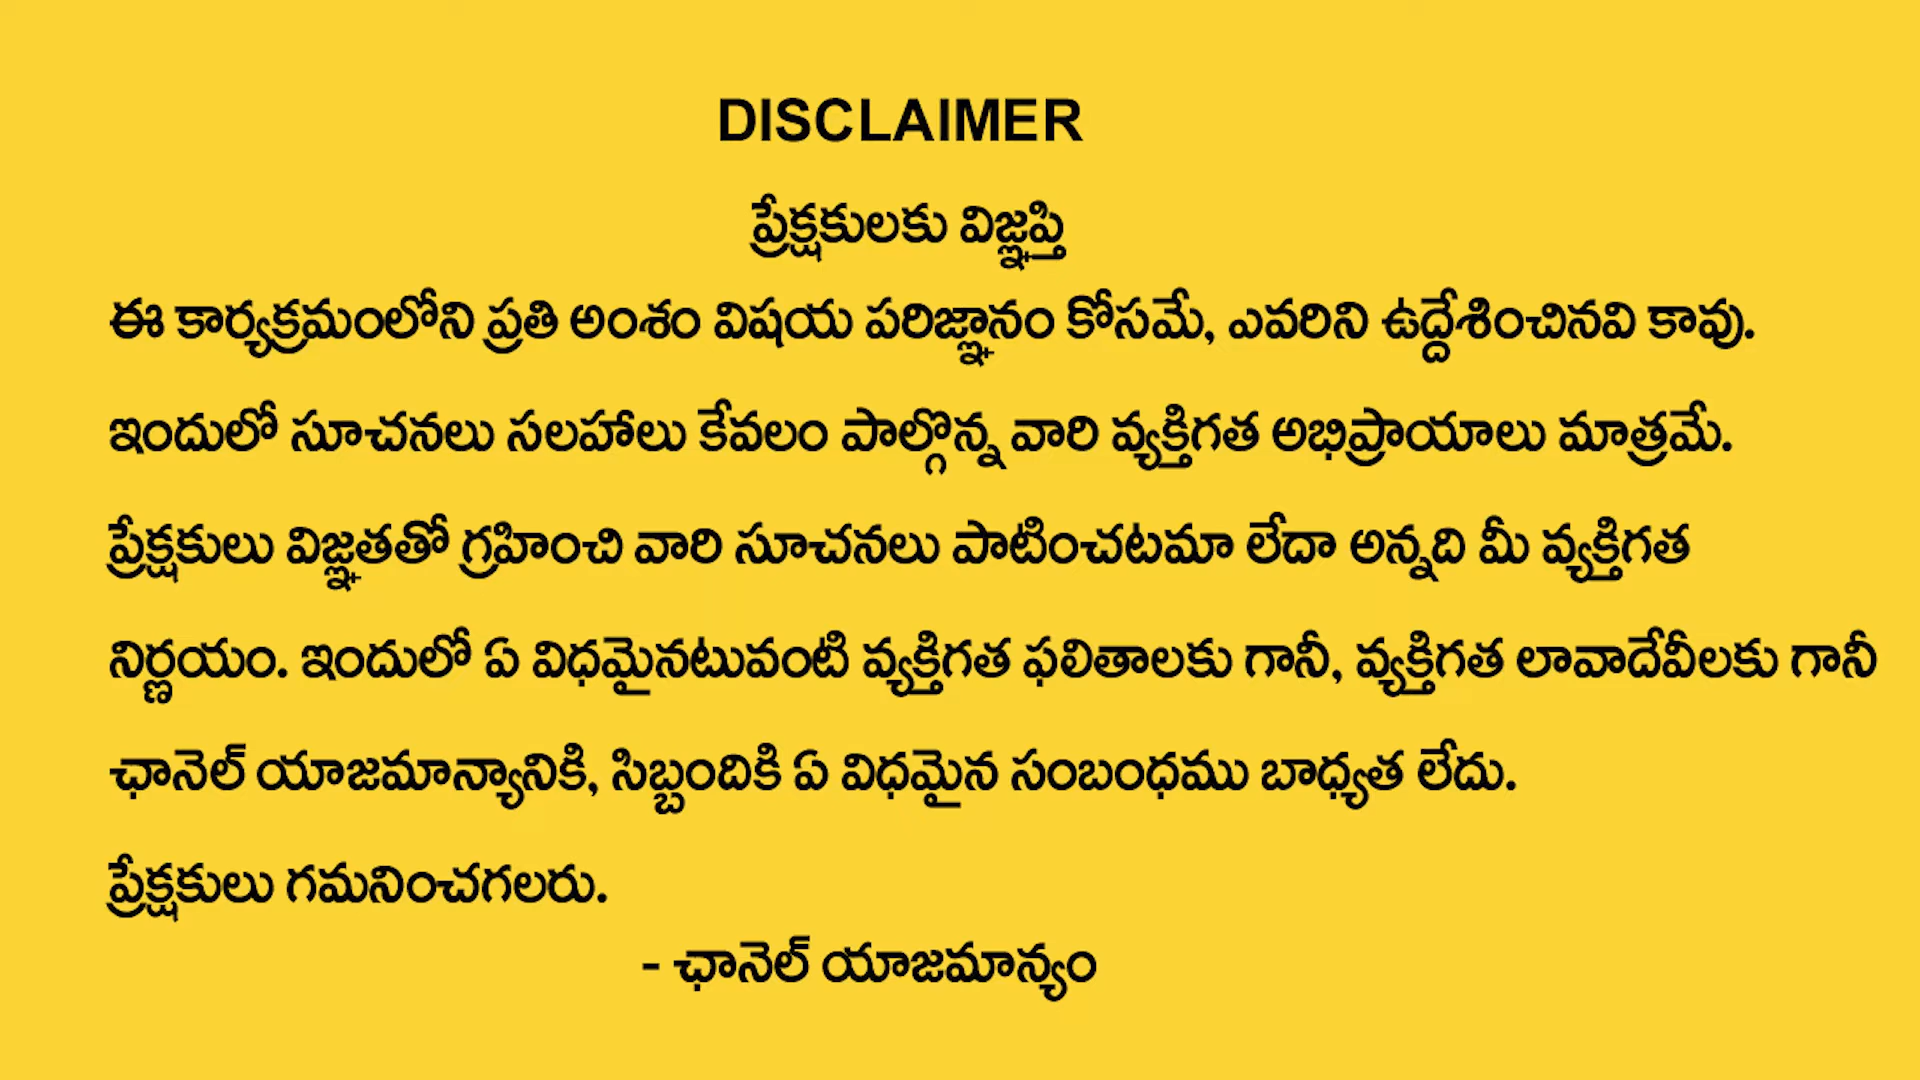 DISCLAIMER
ప్రేక్షకులకు విజ్ఞప్తి
ఈ కార్యక్రమంలోని ప్రతి అంశం విషయ పరిజ్ఞానం కోసమే, ఎవరిని ఉద్దేశించినవి కావు.
ఇందులో సూచనలు సలహాలు కేవలం పాల్గొన్న వారి వ్యక్తిగత అభిప్రాయాలు మాత్రమే.
ప్రేక్షకులు విజ్ఞతతో గ్రహించి వారి సూచనలు పాటించటమా లేదా అన్నది మీ వ్యక్తిగత
నిర్ణయం. ఇందులో ఏ విధమైనటువంటి వ్యక్తిగత ఫలితాలకు గానీ, వ్యక్తిగత లావాదేవీలకు గానీ
ఛానెల్ యాజమాన్యానికి, సిబ్బందికి ఏ విధమైన సంబంధము బాధ్యత లేదు.
ప్రేక్షకులు గమనించగలరు.
- ఛానెల్ యాజమాన్యం